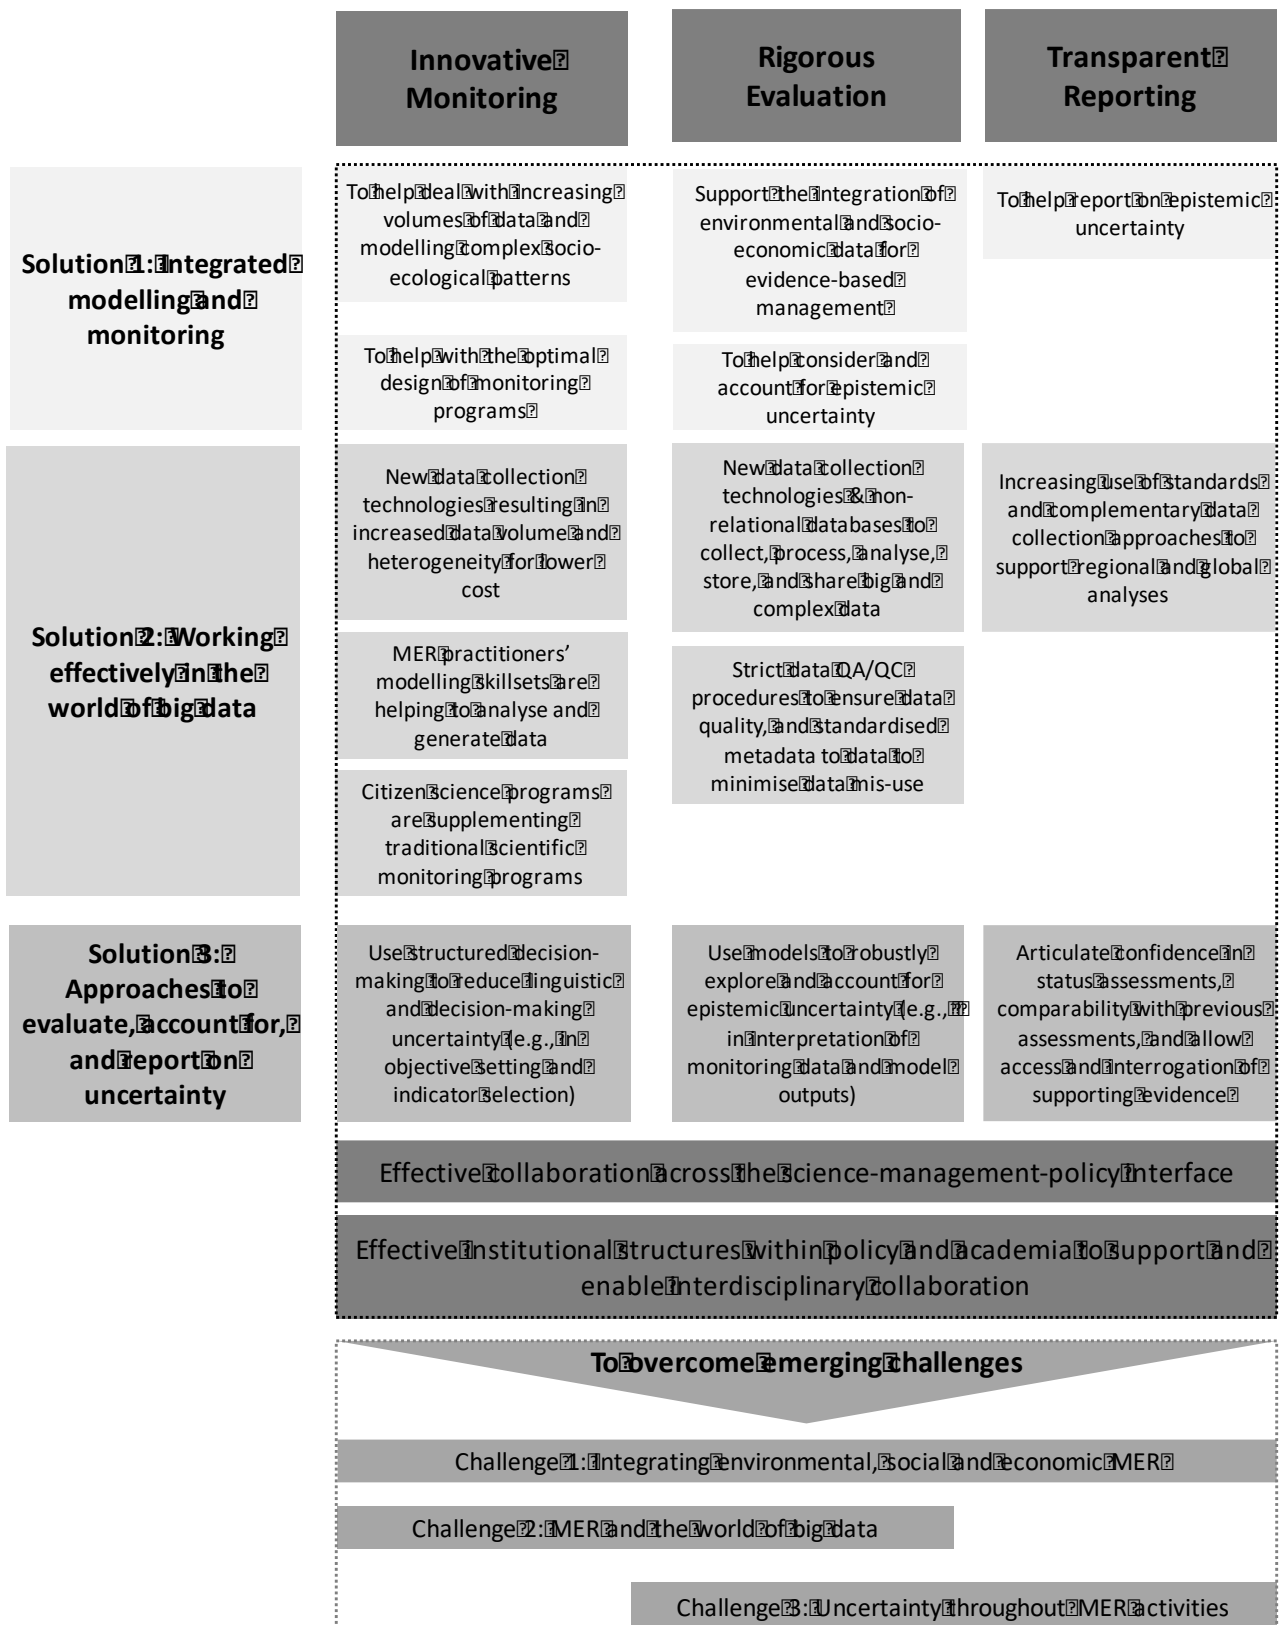 Innovative
Monitoring
Rigorous
Evaluation
Transparent
Reporting
Solution 1: Integrated
modelling and
monitoring
To help deal with increasing
volumes of data and
modelling complex socio-
ecological patterns
To help with the optimal
design of monitoring
programs
Support the integration of
environmental and socio-
economic data for
evidence-based
management
To help consider and
account for epistemic
uncertainty
To help report on epistemic
uncertainty
Solution 2: Working
effectively in the
world of big data
New data collection
technologies resulting in
increased data volume and
heterogeneity for lower
cost
MER practitioners’
modelling skillsets are
helping to analyse and
generate data
Citizen science programs
are supplementing
traditional scientific
monitoring programs
New data collection
technologies & non-
relational databases to
collect, process, analyse,
store, and share big and
complex data
Strict data QA/QC
procedures to ensure data
quality, and standardised
metadata to data to
minimise data mis-use
Increasing use of standards
and complementary data
collection approaches to
support regional and global
analyses
Solution 3:
Approaches to
evaluate, account for,
and report on
uncertainty
Use structured decision-
making to reduce linguistic
and decision-making
uncertainty (e.g., in
objective setting and
indicator selection)
Use models to robustly
explore and account for
epistemic uncertainty (e.g.,
in interpretation of
monitoring data and model
outputs)
Articulate confidence in
status assessments,
comparability with previous
assessments, and allow
access and interrogation of
supporting evidence
Effective collaboration across the science-management-policy interface
Effective institutional structures within policy and academia to support and
enable interdisciplinary collaboration
To overcome emerging challenges
Challenge 1: Integrating environmental, social and economic MER
Challenge 2: MER and the world of big data
Challenge 3: Uncertainty throughout MER activities